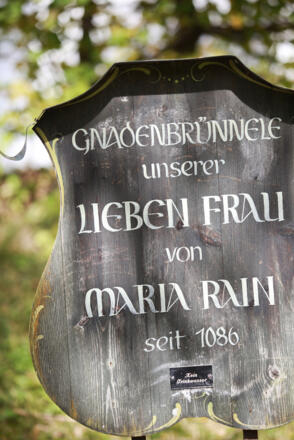 GNADENBRÜNNELE
unserer
LIEBEN FRAU
von
MARIA RAIN
seit 1086
Kein
Trinkwasser